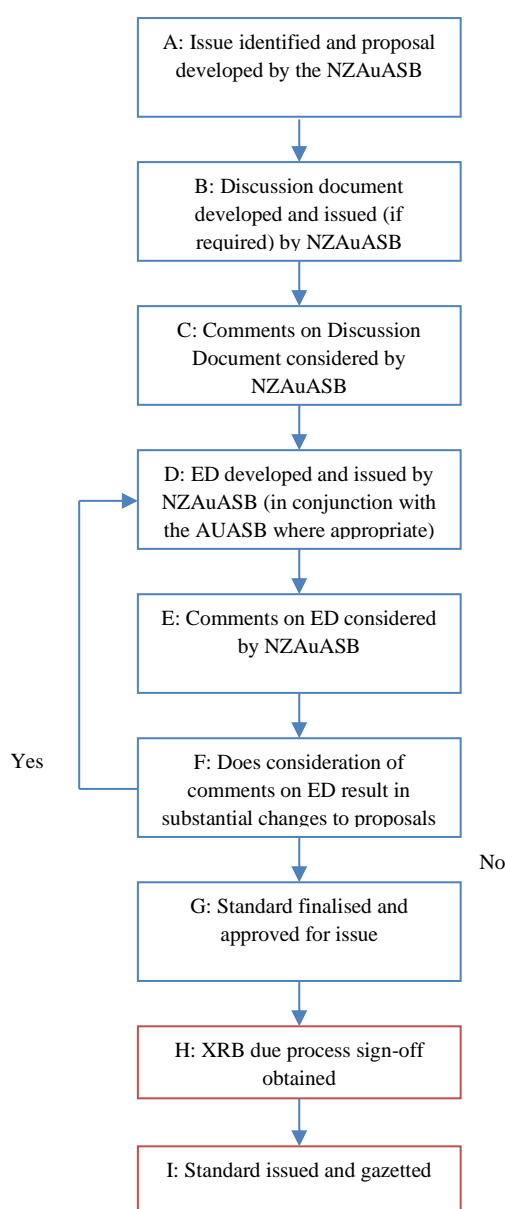 A: Issue identified and proposal
developed by the NZAuASB
B: Discussion document
developed and issued (if
required) by NZAuASB
C: Comments on Discussion
Document considered by
NZAuASB
D: ED developed and issued by
NZAuASB (in conjunction with
the AUASB where appropriate)
E: Comments on ED considered
by NZAuASB
Yes
F: Does consideration of
comments on ED result in
substantial changes to proposals
No
G: Standard finalised and
approved for issue
H: XRB due process sign-off
obtained
I: Standard issued and gazetted